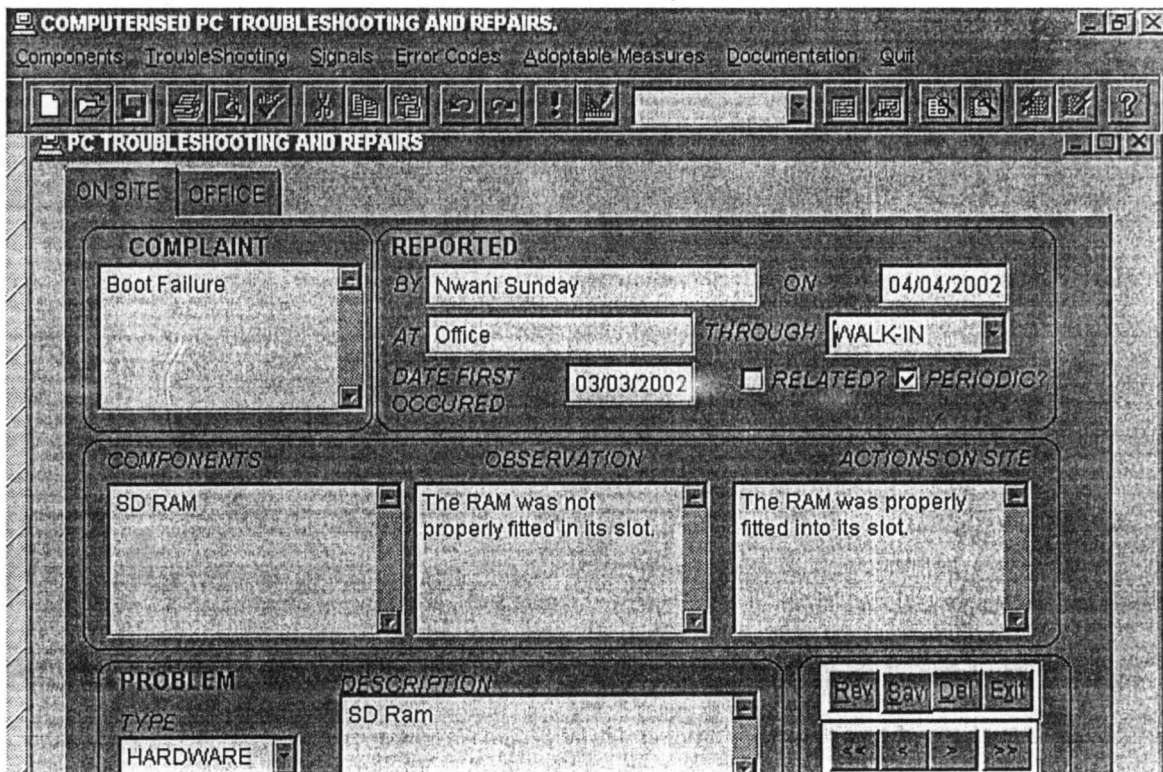 COMPUTERISED PC TROUBLESHOOTING AND REPAIRS.
Components TroubleShooting Signals Error Codes Adoptable Measures Documentation Quit
PC TROUBLESHOOTING AND REPAIRS
ON SITE OFFICE
COMPLAINT
Boot Failure
REPORTED
BY Nwani Sunday ON 04/04/2002
AT Office THROUGH WALK-IN
DATE FIRST
OCCURED 03/03/2002 RELATED? PERIODIC?
COMPONENTS OBSERVATION ACTIONS ON SITE
SD RAM
The RAM was not
properly fitted in its slot.
The RAM was properly
fitted into its slot.
PROBLEM
TYPE
HARDWARE
DESCRIPTION
SD Ram
Rev Sav Del Exit
<< < > >>